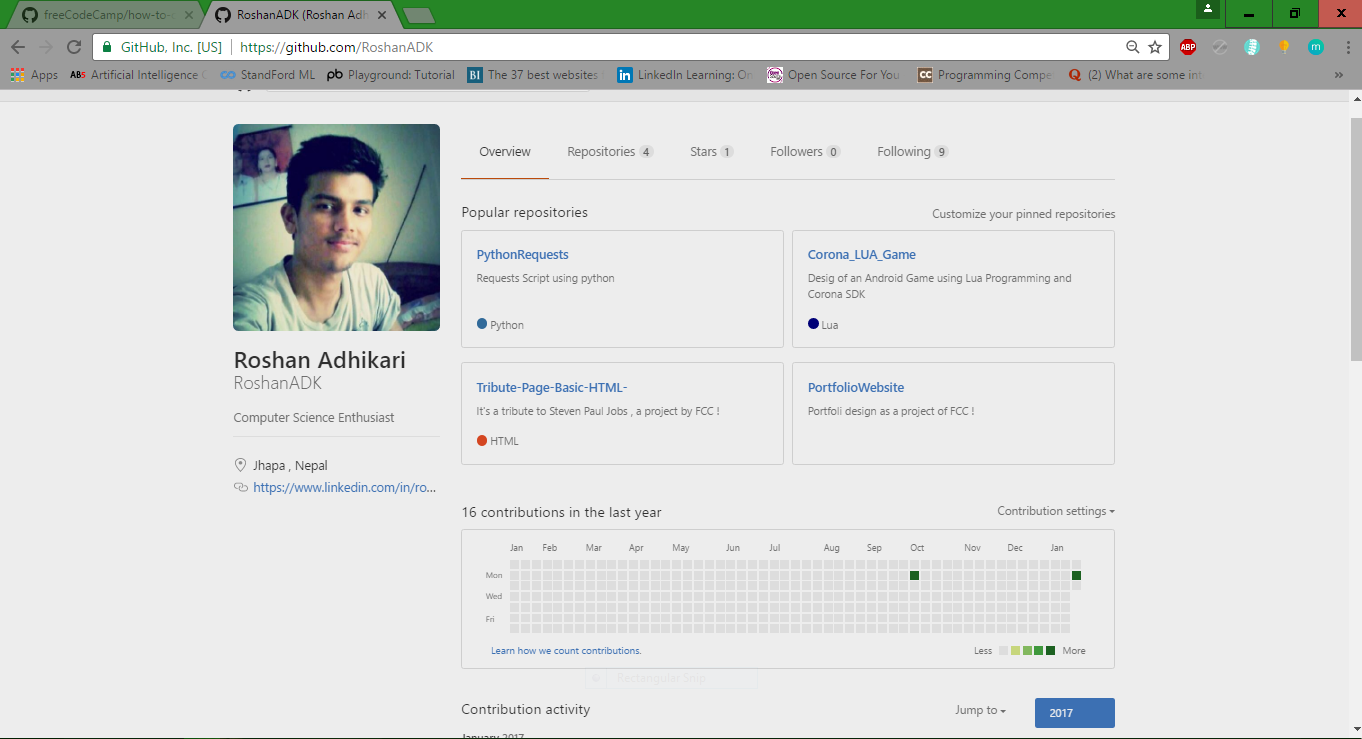 freeCodeCamp/how-to-c
RoshanADK (Roshan Adh
GitHub, Inc. [US]
https://github.com/RoshanADK
ABP
m
Apps
Artificial Intelligence C
StandFord ML
Playground: Tutorial
The 37 best websites
LinkedIn Learning: On
Open Source For You
Programming Compe
(2) What are some int
Overview
Repositories 4
Stars 1
Followers 0
Following 9
Popular repositories
Customize your pinned repositories
PythonRequests
Requests Script using python
Python
Corona_LUA_Game
Desig of an Android Game using Lua Programming and
Corona SDK
Lua
Roshan Adhikari
RoshanADK
Computer Science Enthusiast
Jhapa , Nepal
https://www.linkedin.com/in/ro...
Tribute-Page-Basic-HTML-
It's a tribute to Steven Paul Jobs , a project by FCC !
HTML
PortfolioWebsite
Portfoli design as a project of FCC !
16 contributions in the last year
Contribution settings
Jan Feb Mar Apr May Jun Jul Aug Sep Oct Nov Dec Jan
Mon
Wed
Fri
Learn how we count contributions.
Less
More
Rectangular Snip
Contribution activity
Jump to
2017
January 2017